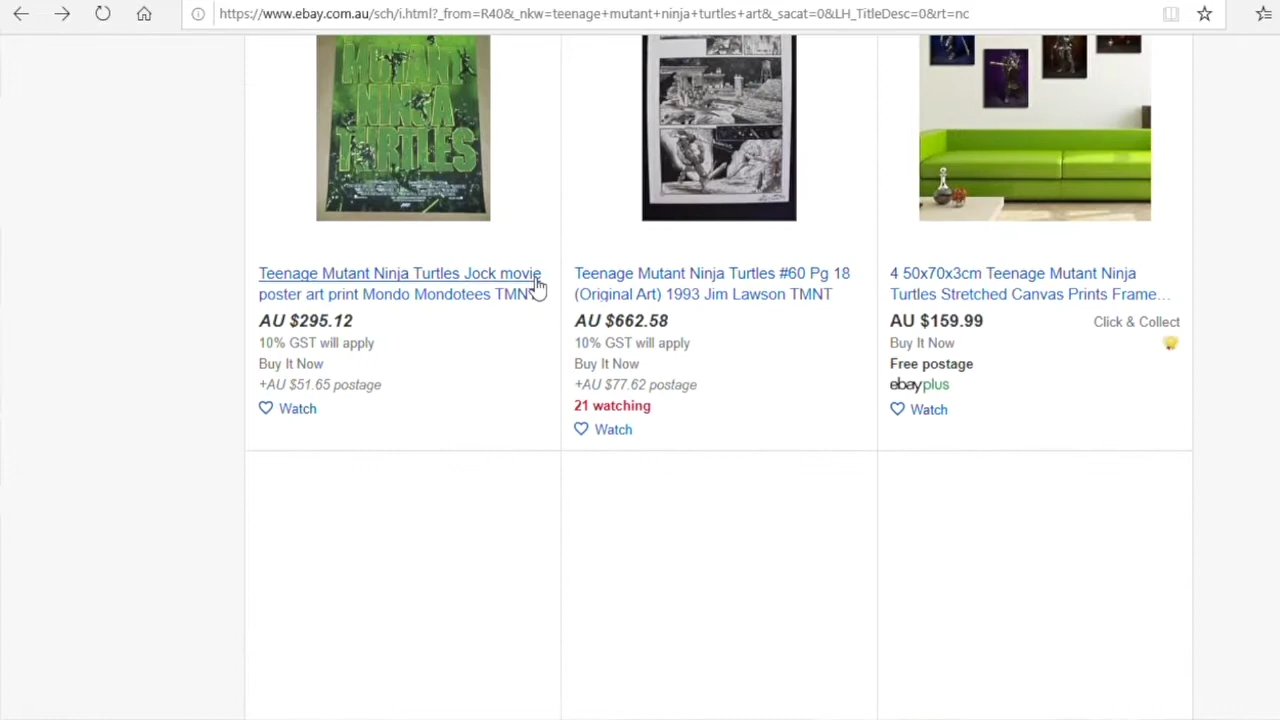 https://www.ebay.com.au/sch/i.html?_from=R40&_nkw=teenage+mutant+ninja+turtles+art&_sacat=0&LH_TitleDesc=0&rt=nc
MUTANT
NINJA
TURTLES
Teenage Mutant Ninja Turtles Jock movie
poster art print Mondo Mondotees TMNT
AU $295.12
10% GST will apply
Buy It Now
+AU $51.65 postage
Watch
Teenage Mutant Ninja Turtles #60 Pg 18
(Original Art) 1993 Jim Lawson TMNT
AU $662.58
10% GST will apply
Buy It Now
+AU $77.62 postage
21 watching
Watch
4 50x70x3cm Teenage Mutant Ninja
Turtles Stretched Canvas Prints Frame...
AU $159.99
Click & Collect
Buy It Now
Free postage
ebayplus
Watch